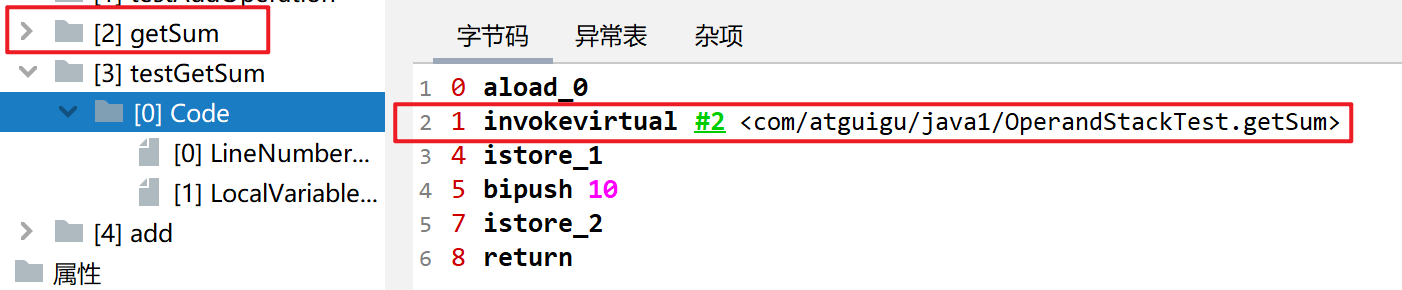 [1] testAddOperation
[2] getSum
[3] testGetSum
[0] Code
[0] LineNumber...
[1] LocalVariable...
[4] add
属性
字节码 异常表 杂项
1 0 aload_0
2 1 invokevirtual #2 <com/atguigu/java1/OperandStackTest.getSum>
3 4 istore_1
4 5 bipush 10
5 7 istore_2
6 8 return